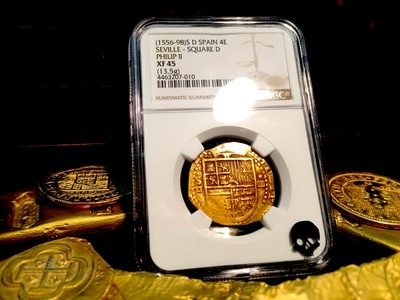 (1556-98)S D SPAIN 4E
SEVILLE - SQUARE D
PHILIP II
XF 45
(13.5g)
4463207-010
NUMISMATIC GUARANTY